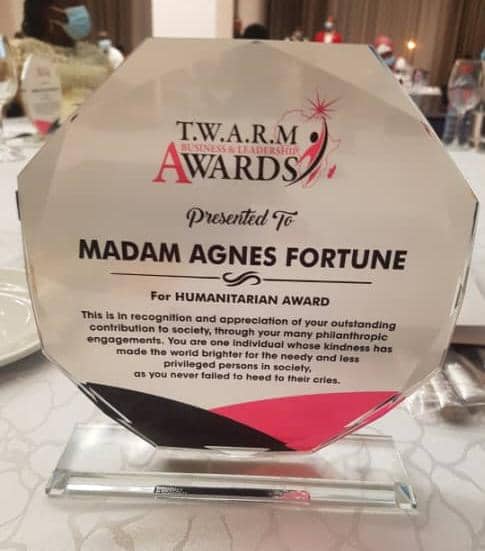 T.W.A.R.M
BUSINESS & LEADERSHIP
AWARDS
Presented To
MADAM AGNES FORTUNE
For HUMANITARIAN AWARD
This is in recognition and appreciation of your outstanding
contribution to society, through your many philanthropic
engagements. You are one individual whose kindness has
made the world brighter for the needy and less
privileged persons in society,
as you never failed to heed to their cries.